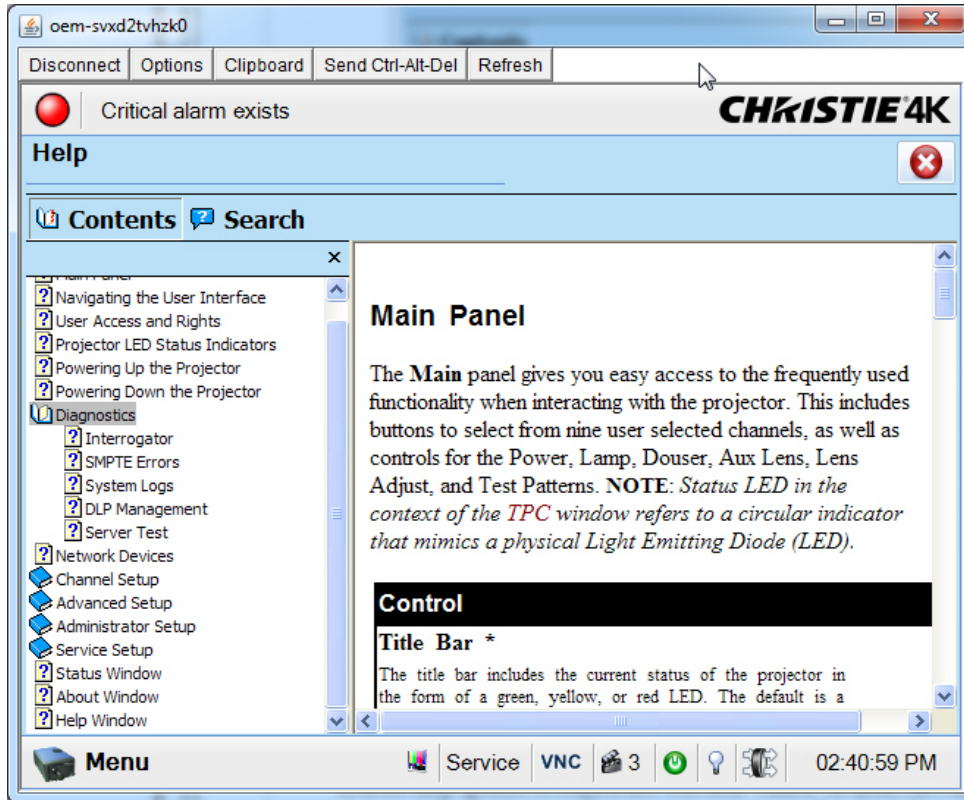 oem-svxd2tvhzk0
Disconnect Options Clipboard Send Ctrl-Alt-Del Refresh
Critical alarm exists
CHRISTIE 4K
Help
Contents Search
Navigating the User Interface
User Access and Rights
Projector LED Status Indicators
Powering Up the Projector
Powering Down the Projector
Diagnostics
Interrogator
SMPTE Errors
System Logs
DLP Management
Server Test
Network Devices
Channel Setup
Advanced Setup
Administrator Setup
Service Setup
Status Window
About Window
Help Window
Main Panel
The Main panel gives you easy access to the frequently used
functionality when interacting with the projector. This includes
buttons to select from nine user selected channels, as well as
controls for the Power, Lamp, Douser, Aux Lens, Lens
Adjust, and Test Patterns. NOTE: Status LED in the
context of the TPC window refers to a circular indicator
that mimics a physical Light Emitting Diode (LED).
Control
Title Bar *
The title bar includes the current status of the projector in
the form of a green, yellow, or red LED. The default is a
Menu
Service VNC 3 02:40:59 PM